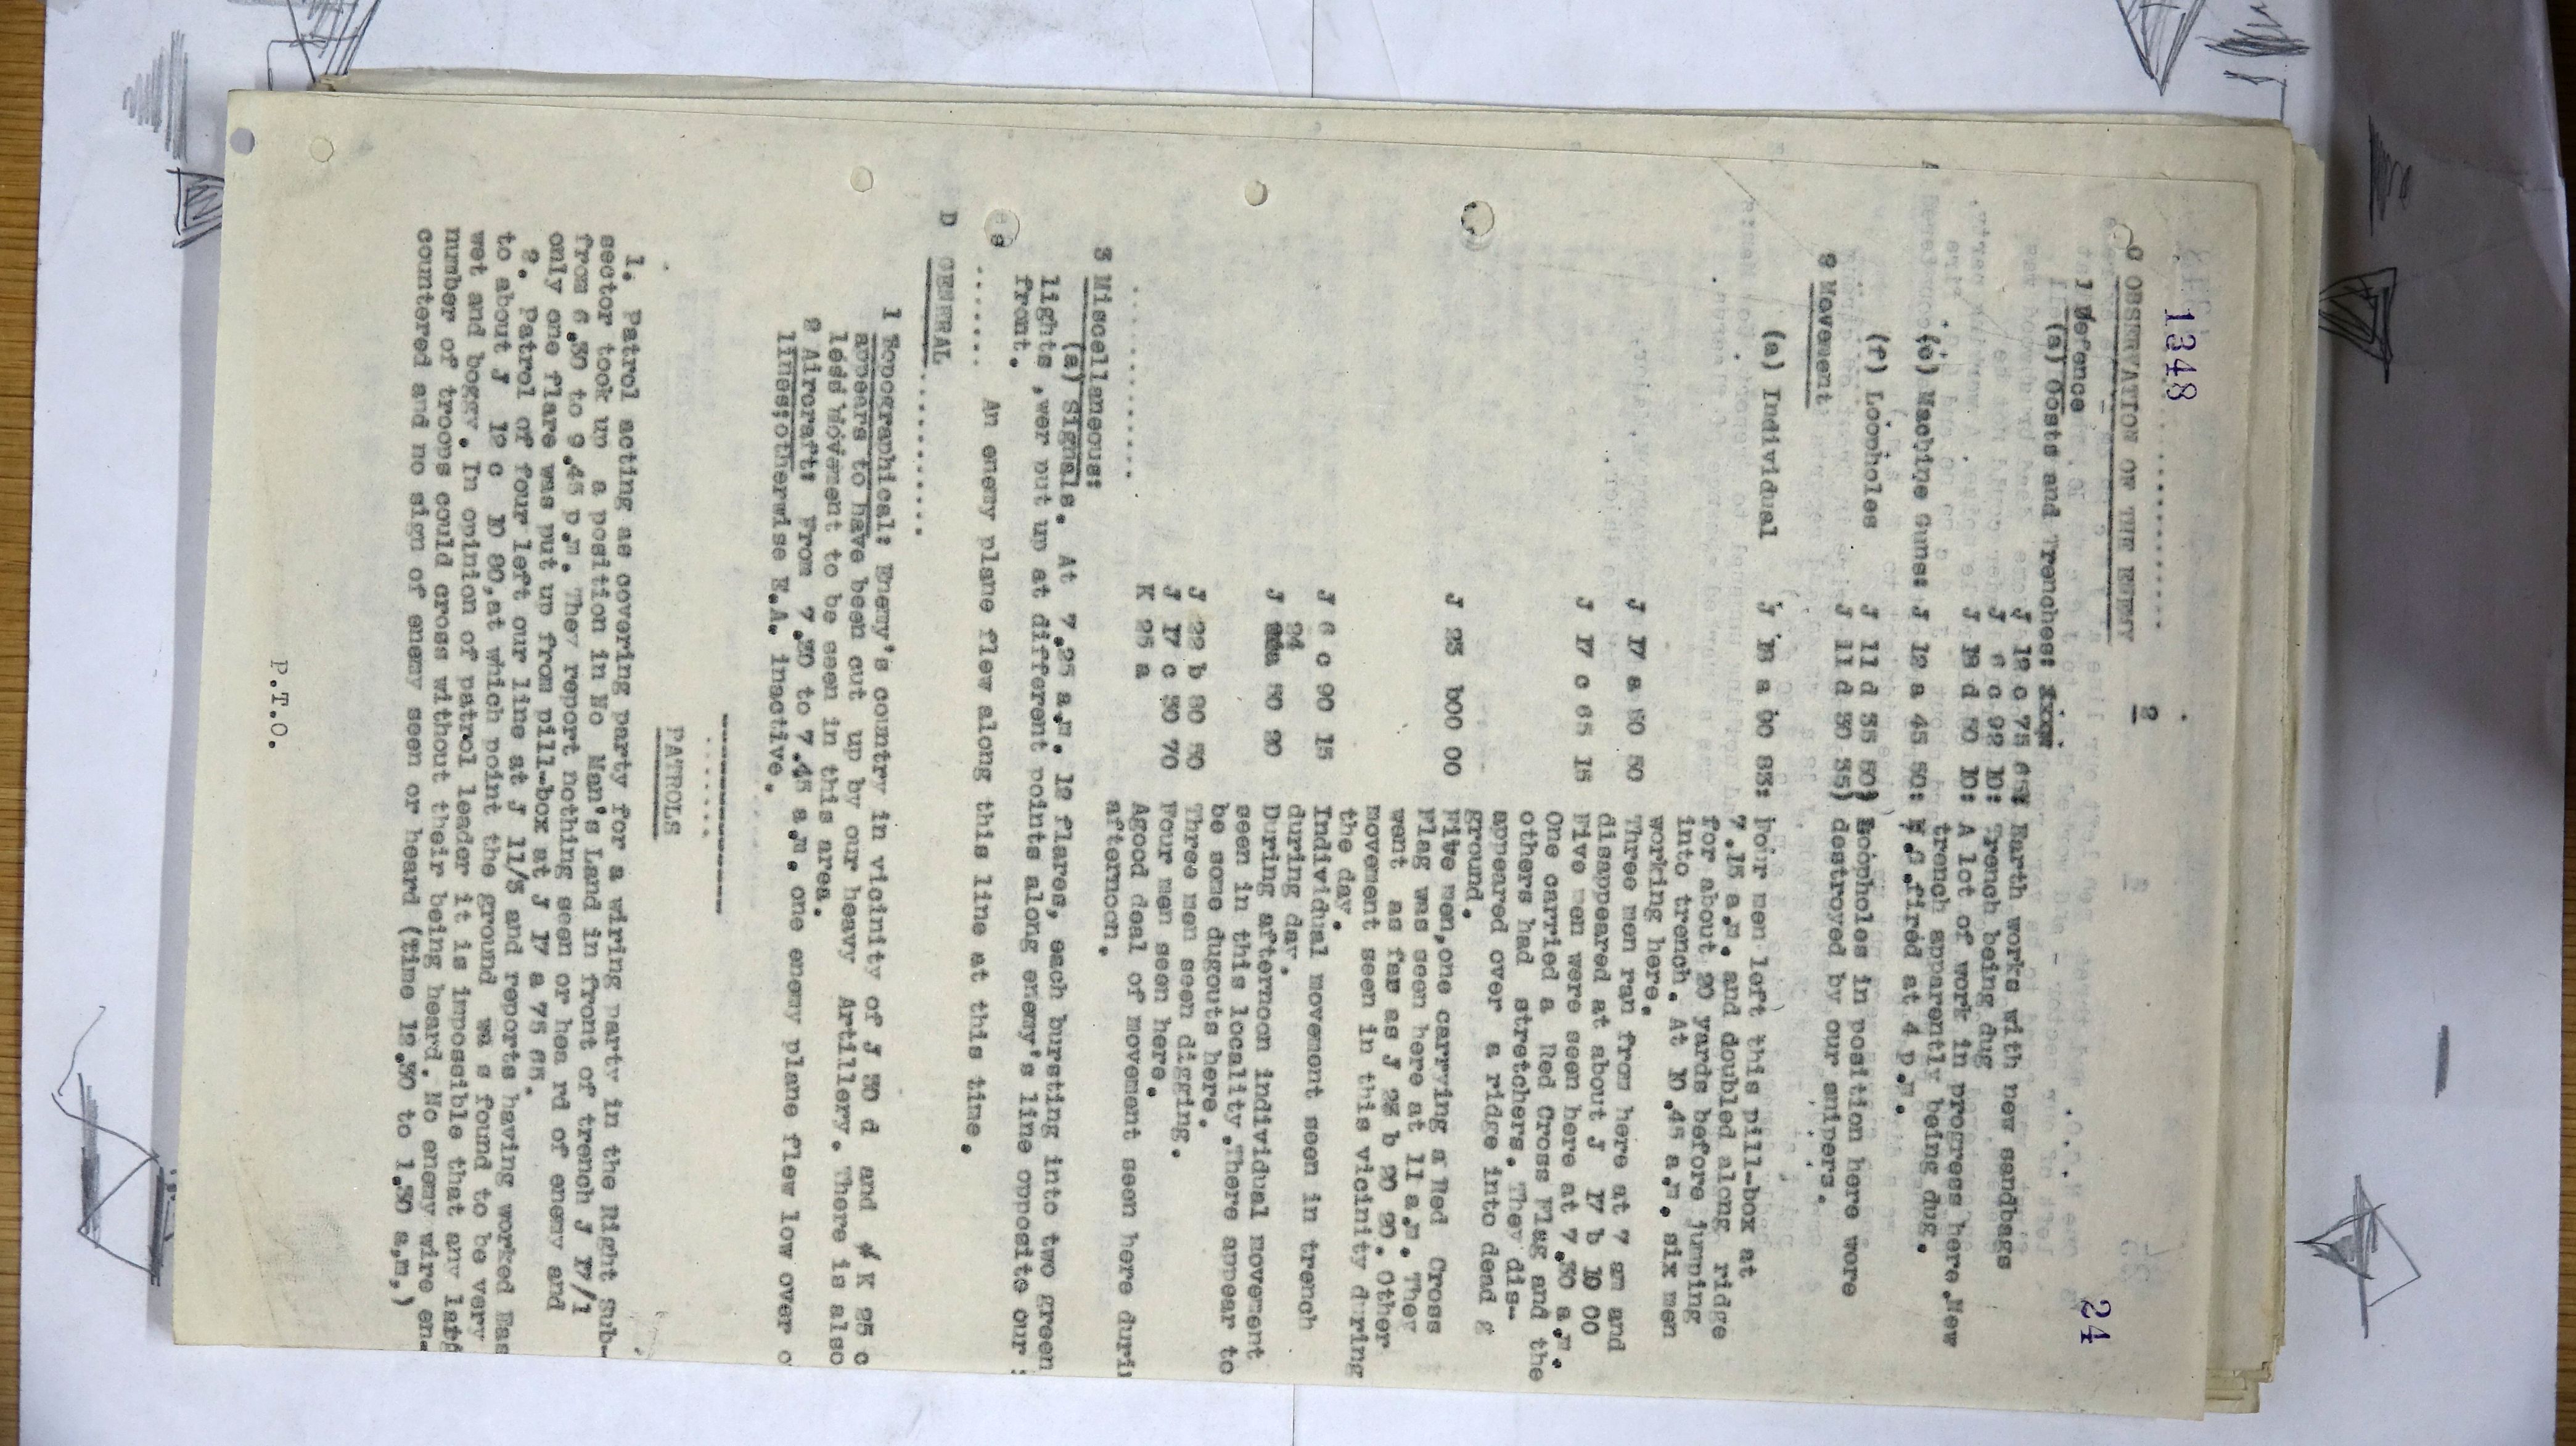 1348
24
2
C OBSERVATION OF THE ENEMY
1 Defence
(a) Posts and Trenches:
J 12 c 75 65: Earth works with new sandbags
J 6 c 92 10: Trench being dug
J 18 d 50 10: A lot of work in progress here.New
trench apparently being dug.
(e) Machine Guns: J 12 a 45 50: M.G.fired at 4 p.m.
(f) Loopholes J 11 d 35 50) Loopholes in position here were
J 11 d 30 35) destroyed by our snipers.
2 Movement
(a) Individual J 18 a 90 83: Four men left this pill-box at
7.15 a.m. and doubled along ridge
for about 20 yards before jumping
into trench. At 10.45 a.m. six men
working here.
J 17 a 50 50 Three men ran from here at 7 am and
disappeared at about J 17 b 10 00
J 17 c 65 15 Five men were seen here at 7.30 a.m.
One carried a Red Cross Flag and the
others had stretchers. They dis-
appeared over a ridge into dead g
ground.
J 23 b00 00 Five men,one carrying a Red Cross
Flag was seen here at 11 a.m. They
went as far as J 23 b 20 20. Other
movement seen in this vicinity during
the day.
J 6 c 90 15 Individual movement seen in trench
during day.
J 24 50 20 During afternoon individual movement
seen in this locality.There appear to
be some dugouts here.
J 22 b 80 50 Three men seen digging.
J 17 c 30 70 Four men seen here.
K 25 a Agood deal of movement seen here duri
afternoon.
3 Miscellaneous:
(a) Signals. At 7.25 a.m. 12 flares, each bursting into two green
lights ,wer put up at different points along enemy's line opposite our
front.
...... An enemy plane flew along this line at this time.
D GENERAL
1 Topographical: Enemy's country in vicinity of J 30 d and K 25 c
appears to have been cut up by our heavy Artillery. There is also
less movement to be seen in this area.
2 Aircraft: From 7.30 to 7.45 a.m. one enemy plane flew low over o
lines;otherwise E.A. inactive.
PATROLS
1. Patrol acting as covering party for a wiring party in the Right Sub-
sector took up a position in No Man's Land in front of trench J 17/1
from 6.30 to 9.45 p.m. They report nothing seen or hea rd of enemy and
only one flare was put up from pill-box at J 17 a 75 65.
2. Patrol of four left our line at J 11/3 and reports having worked Eas
to about J 12 c 10 80,at which point the ground wa s found to be very
wet and boggy. In opinion of patrol leader it is impossible that any larg
number of troops could cross without their being heard. No enemy wire en-
countered and no sign of enemy seen or heard (time 12.30 to 1.30 a,m,)
P.T.O.